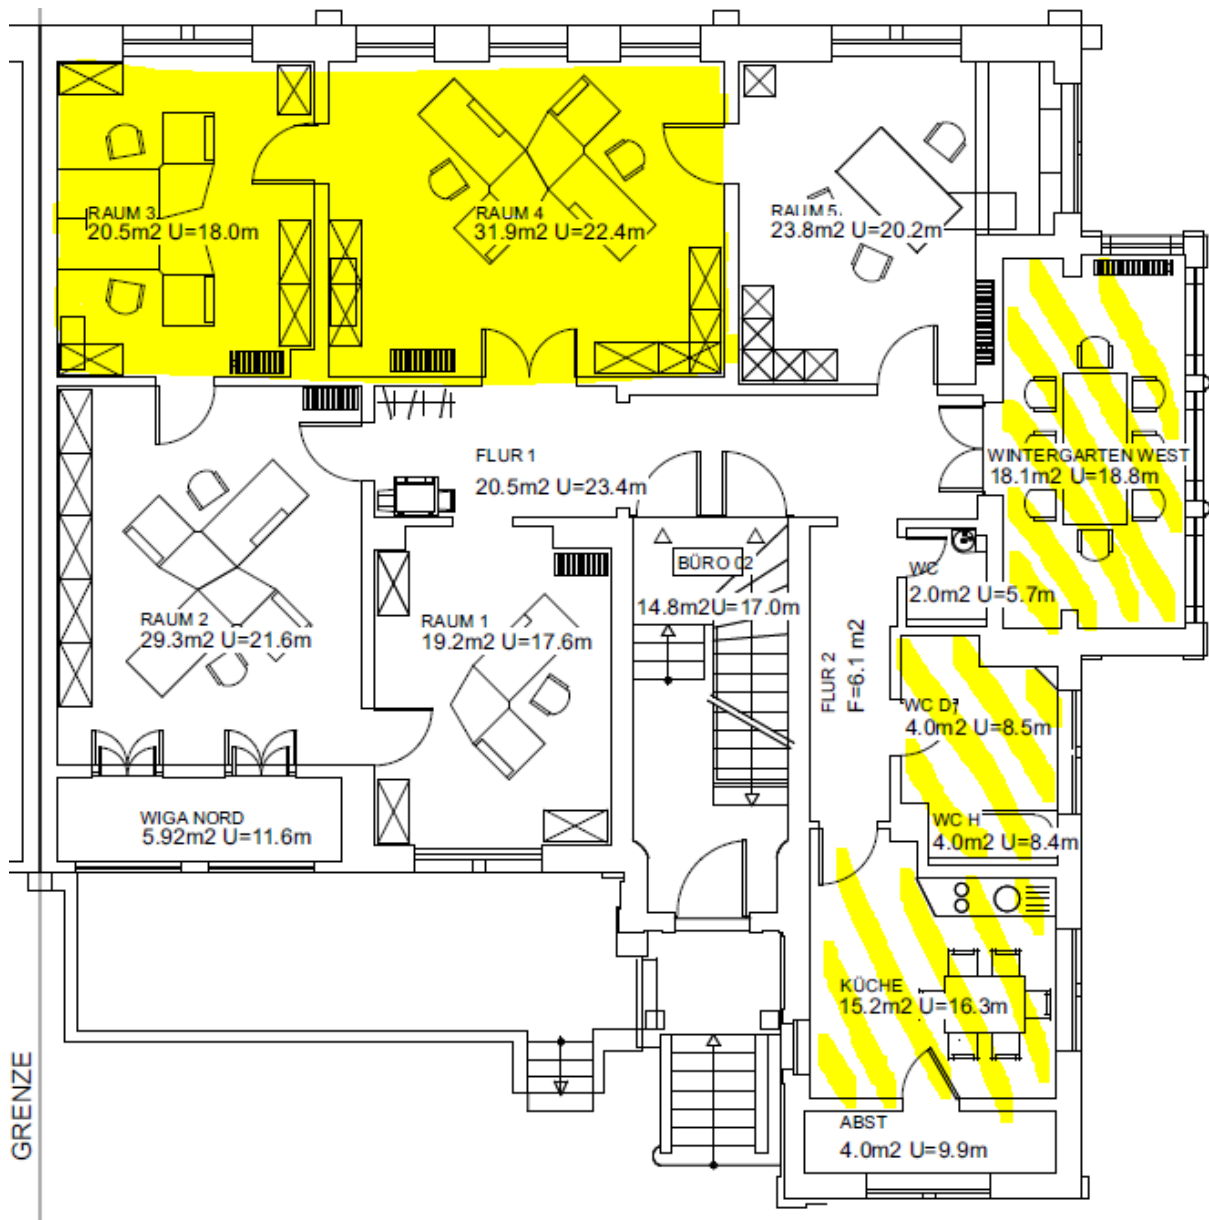 RAUM 3
20.5m2 U=18.0m
RAUM 4
31.9m2 U=22.4m
RAUM 5
23.8m2 U=20.2m
WINTERGARTEN WEST
18.1m2 U=18.8m
FLUR 1
20.5m2 U=23.4m
BÜRO 02
14.8m2U=17.0m
WC
2.0m2 U=5.7m
RAUM 2
29.3m2 U=21.6m
RAUM 1
19.2m2 U=17.6m
FLUR 2
F=6.1 m2
WC D
4.0m2 U=8.5m
WC H
4.0m2 U=8.4m
WIGA NORD
5.92m2 U=11.6m
KÜCHE
15.2m2 U=16.3m
ABST
4.0m2 U=9.9m
GRENZE